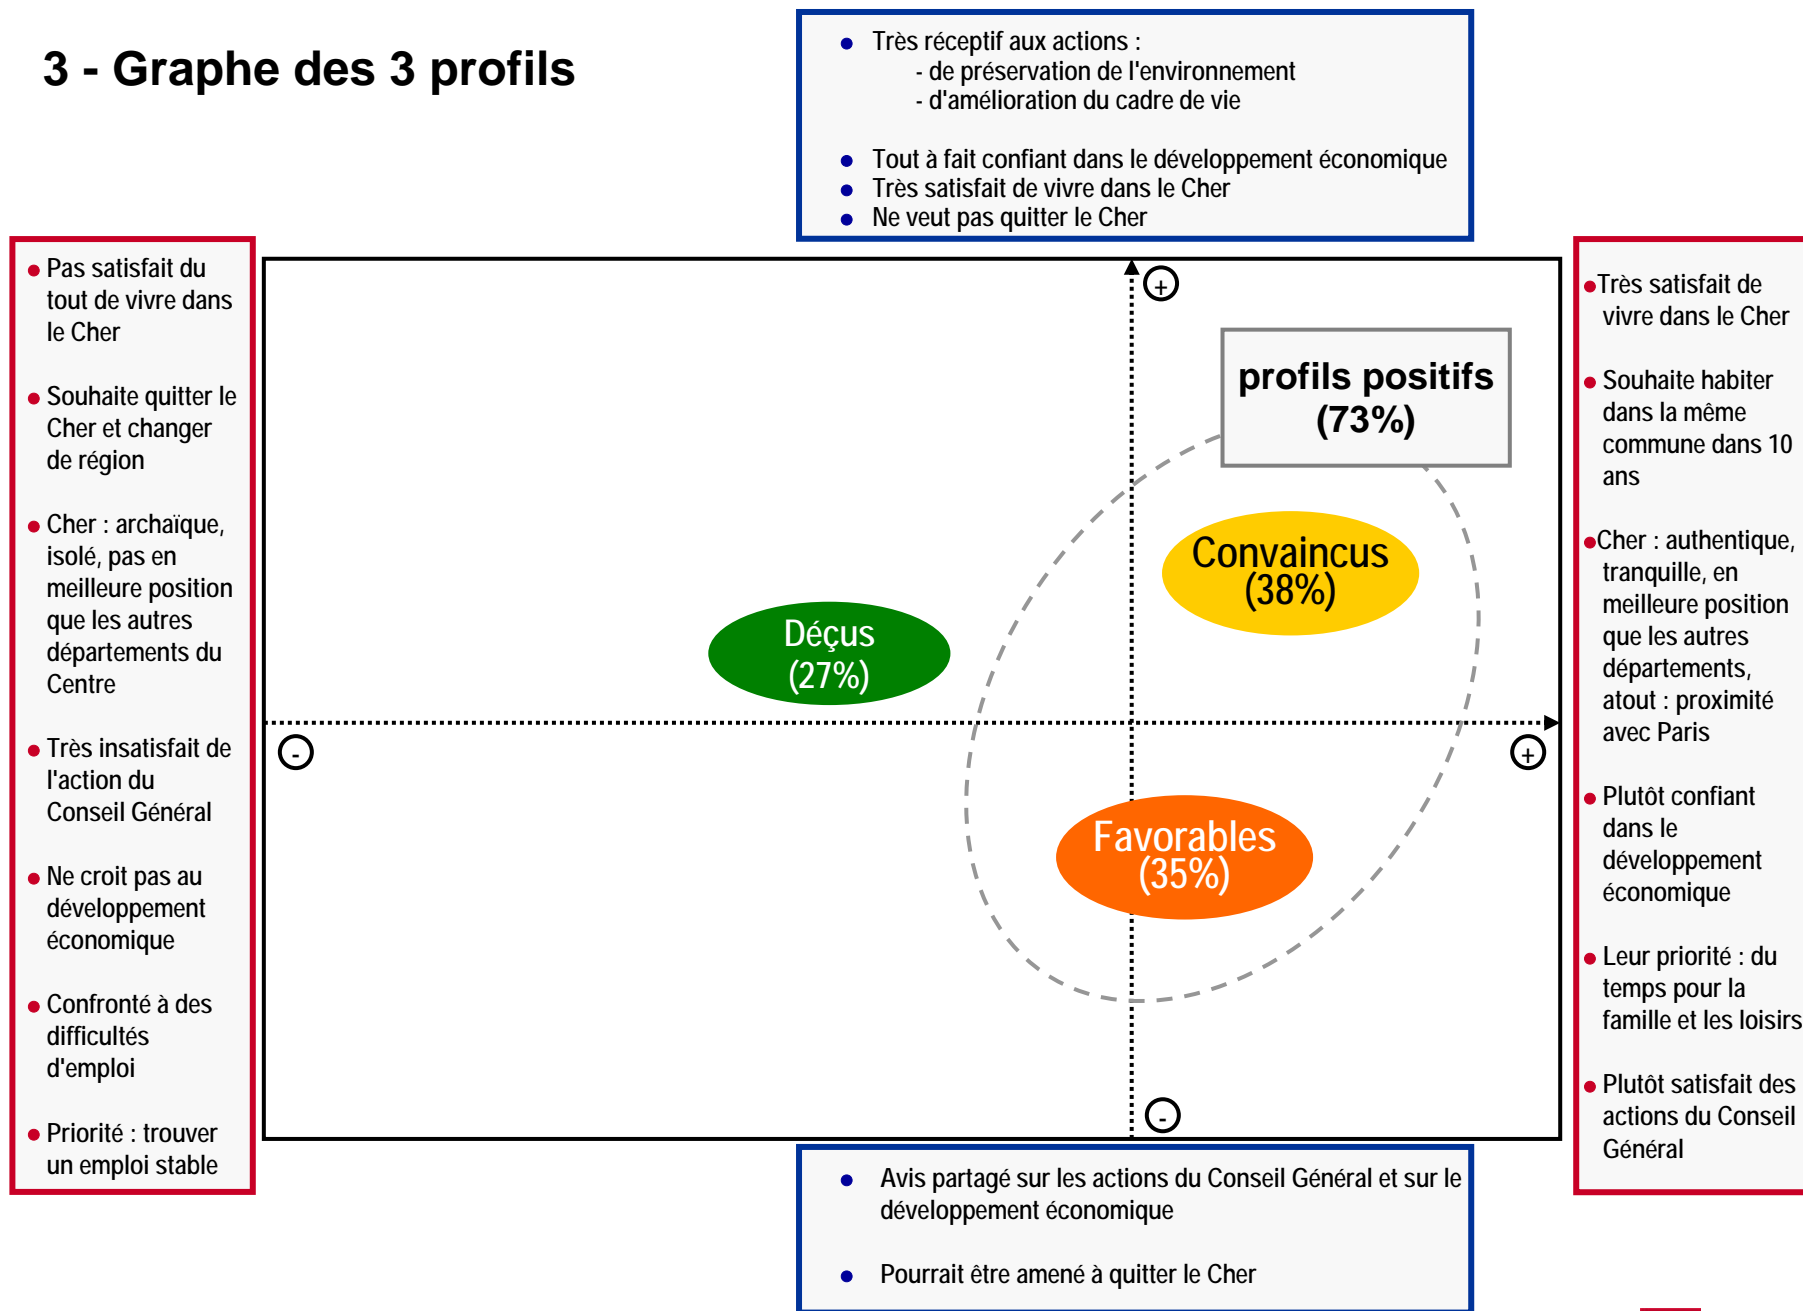 3 - Graphe des 3 profils
● Très réceptif aux actions :
- de préservation de l'environnement
- d'amélioration du cadre de vie
● Tout à fait confiant dans le développement économique
● Très satisfait de vivre dans le Cher
● Ne veut pas quitter le Cher
● Pas satisfait du
tout de vivre dans
le Cher
● Souhaite quitter le
Cher et changer
de région
● Cher : archaïque,
isolé, pas en
meilleure position
que les autres
départements du
Centre
● Très insatisfait de
l'action du
Conseil Général
● Ne croit pas au
développement
économique
● Confronté à des
difficultés
d'emploi
● Priorité : trouver
un emploi stable
+
profils positifs
(73%)
Convaincus
(38%)
Déçus
(27%)
-
+
Favorables
(35%)
-
● Très satisfait de
vivre dans le Cher
● Souhaite habiter
dans la même
commune dans 10
ans
● Cher : authentique,
tranquille, en
meilleure position
que les autres
départements,
atout : proximité
avec Paris
● Plutôt confiant
dans le
développement
économique
● Leur priorité : du
temps pour la
famille et les loisirs
● Plutôt satisfait des
actions du Conseil
Général
● Avis partagé sur les actions du Conseil Général et sur le
développement économique
● Pourrait être amené à quitter le Cher